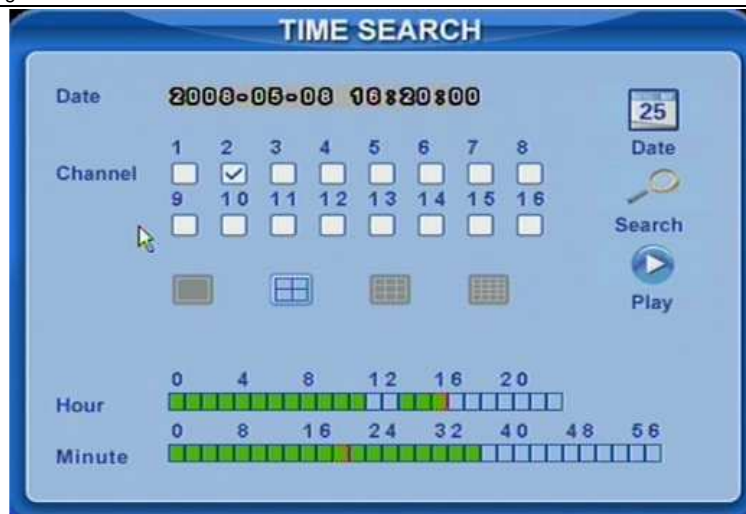 TIME SEARCH
Date 2008-05-08 16:20:00
25
Date
1 2 3 4 5 6 7 8
Channel
9 10 11 12 13 14 15 16
Search
Play
0 4 8 12 16 20
Hour
0 8 16 24 32 40 48 56
Minute